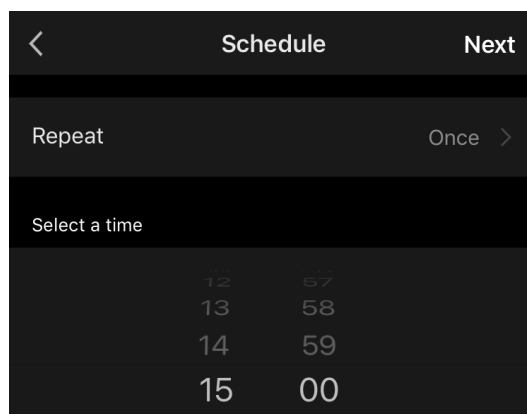 Schedule Next
Repeat Once
Select a time
12 57
13 58
14 59
15 00